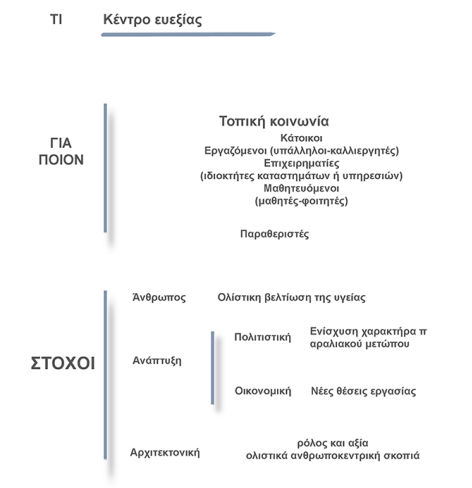 ΤΙ Κέντρο ευεξίας
ΓΙΑ
ΠΟΙΟΝ
Τοπική κοινωνία
Κάτοικοι
Εργαζόμενοι (υπάλληλοι-καλλιεργητές)
Επιχειρηματίες
(ιδιοκτήτες καταστημάτων ή υπηρεσιών)
Μαθητευόμενοι
(μαθητές-φοιτητές)
Παραθεριστές
ΣΤΟΧΟΙ
Άνθρωπος Ολίστικη βελτίωση της υγείας
Ανάπτυξη
Πολιτιστική
Ενίσχυση χαρακτήρα π
αραλιακού μετώπου
Οικονομική Νέες θέσεις εργασίας
Αρχιτεκτονική
ρόλος και αξία
ολιστικά ανθρωποκεντρική σκοπιά